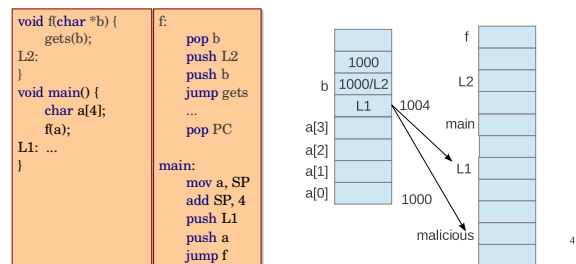 void f(char *b) {
gets(b);
L2:
}
void main() {
char a[4];
f(a);
L1: ...
}
f:
pop b
push L2
push b
jump gets
...
pop PC
main:
mov a, SP
add SP, 4
push L1
push a
jump f
1000
b 1000/L2
L1 1004
a[3]
a[2]
a[1]
a[0]
1000
f
L2
main
L1
malicious
4